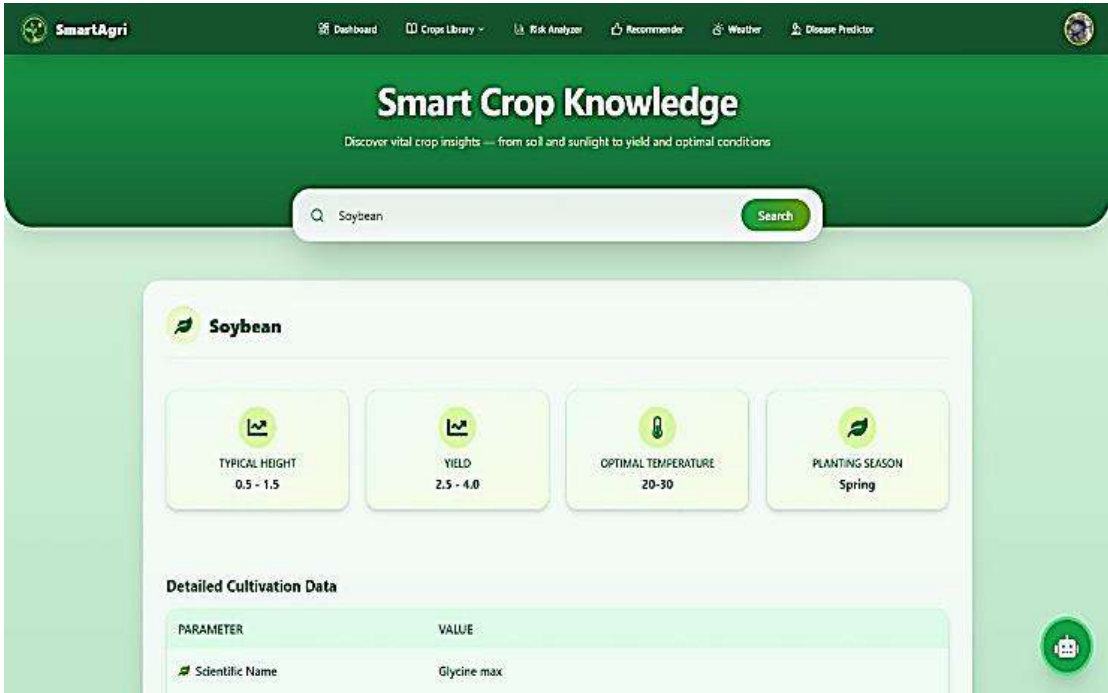 SmartAgri
Dashboard
Crops Library
Risk Analyzer
Recommender
Weather
Disease Predictor
Smart Crop Knowledge
Discover vital crop insights — from soil and sunlight to yield and optimal conditions
Soybean
Search
Soybean
TYPICAL HEIGHT
0.5 - 1.5
YIELD
2.5 - 4.0
OPTIMAL TEMPERATURE
20-30
PLANTING SEASON
Spring
Detailed Cultivation Data
PARAMETER VALUE
Scientific Name Glycine max